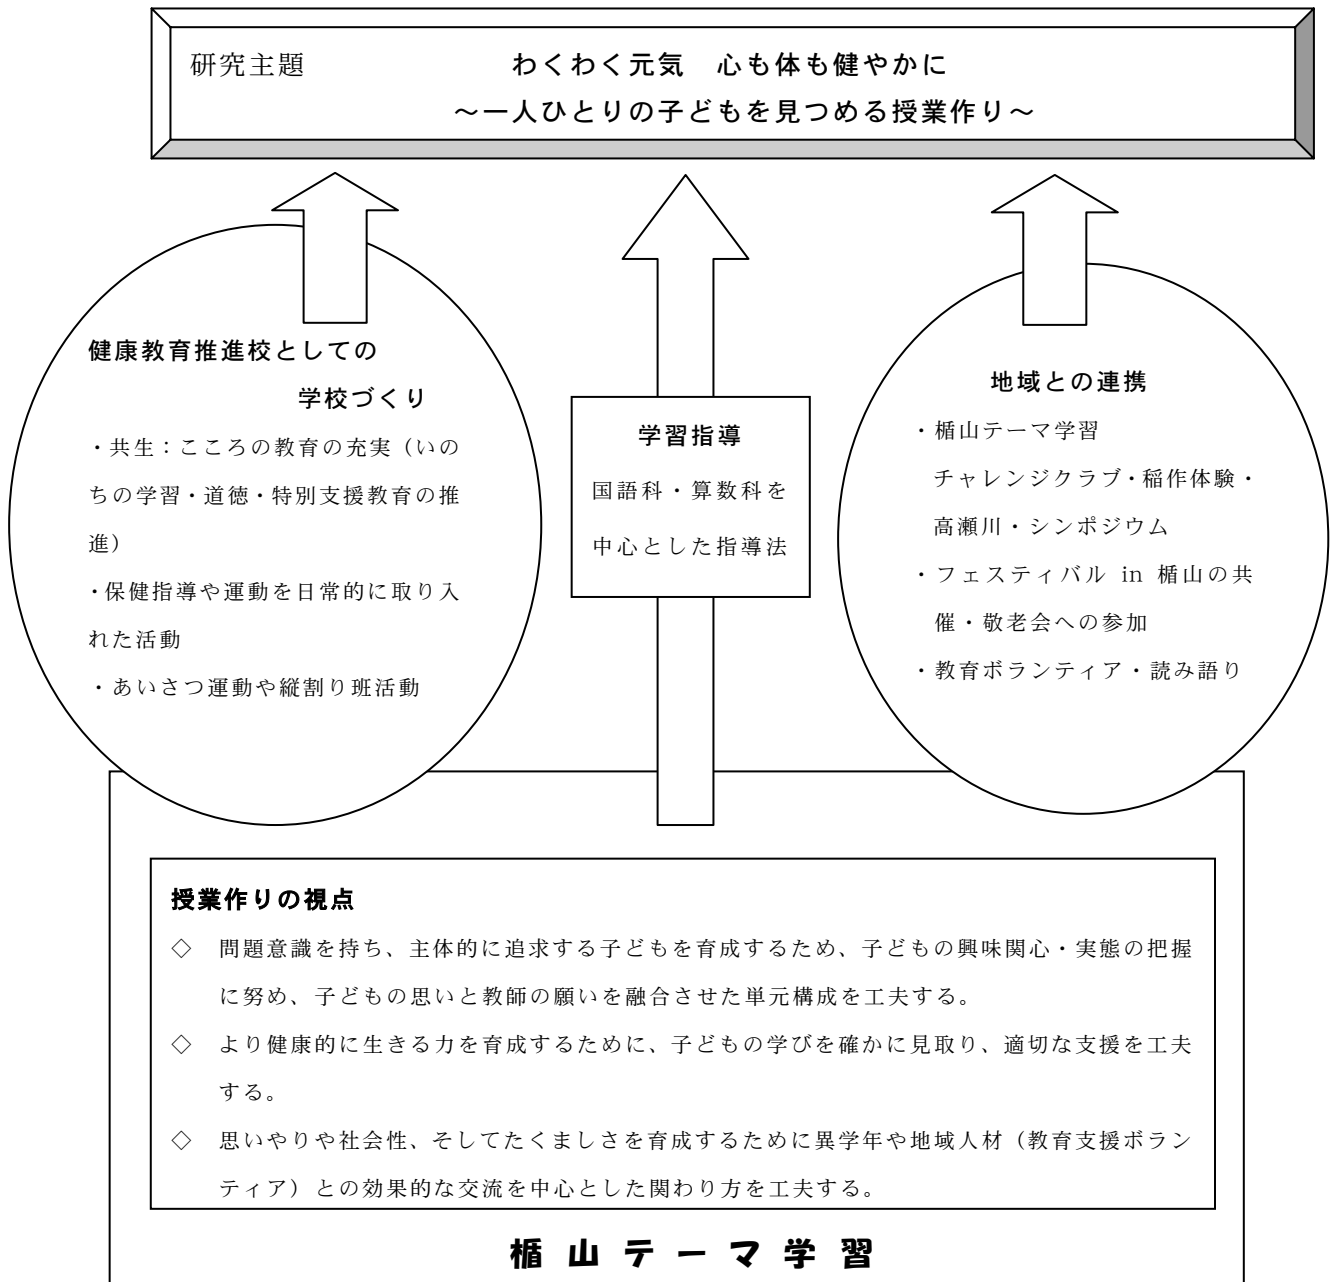 研究主題 わくわく元気 心も体も健やかに
～一人ひとりの子どもを見つめる授業作り～
健康教育推進校としての
学校づくり
・共生：こころの教育の充実（いの
ちの学習・道徳・特別支援教育の推
進）
・保健指導や運動を日常的に取り入
れた活動
・あいさつ運動や縦割り班活動
学習指導
国語科・算数科を
中心とした指導法
地域との連携
・楯山テーマ学習
チャレンジクラブ・稲作体験・
高瀬川・シンポジウム
・フェスティバル in 楯山の共
催・敬老会への参加
・教育ボランティア・読み語り
授業作りの視点
◇ 問題意識を持ち、主体的に追求する子どもを育成するため、子どもの興味関心・実態の把握
に努め、子どもの思いと教師の願いを融合させた単元構成を工夫する。
◇ より健康的に生きる力を育成するために、子どもの学びを確かに見取り、適切な支援を工夫
する。
◇ 思いやりや社会性、そしてたくましさを育成するために異学年や地域人材（教育支援ボラン
ティア）との効果的な交流を中心とした関わり方を工夫する。
楯山テーマ学習